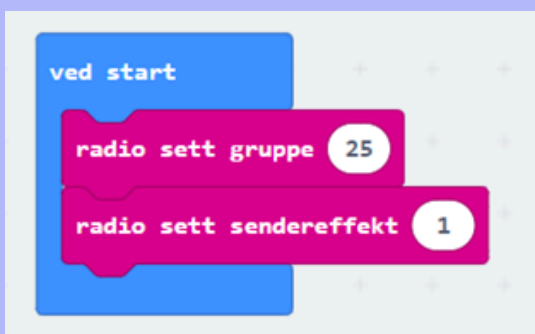 ved start
radio sett gruppe 25
radio sett sendereffekt 1